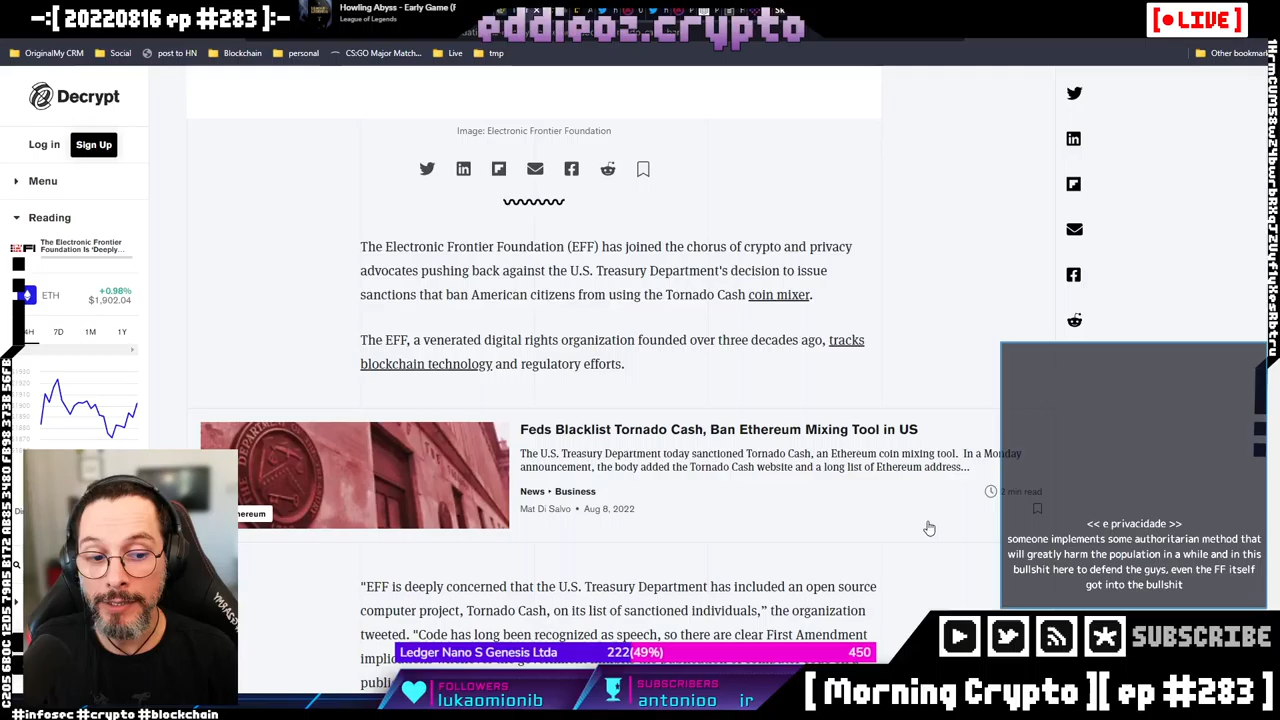 -:[ 20220816 ep #283 ]:-
Howling Abyss - Early Game (F
League of Legends
eddieoz.crypto
[●LIVE]
OriginalMy CRM
Social
post to HN
Blockchain
personal
CS:GO Major Match...
Live
tmp
Other bookmar
Decrypt
Log in
Sign Up
Menu
Reading
The Electronic Frontier
Foundation Is 'Deeply...
ETH
+0.98%
$1,902.04
7D
1M
1Y
Image: Electronic Frontier Foundation
The Electronic Frontier Foundation (EFF) has joined the chorus of crypto and privacy
advocates pushing back against the U.S. Treasury Department's decision to issue
sanctions that ban American citizens from using the Tornado Cash coin mixer.
The EFF, a venerated digital rights organization founded over three decades ago, tracks
blockchain technology and regulatory efforts.
Feds Blacklist Tornado Cash, Ban Ethereum Mixing Tool in US
The U.S. Treasury Department today sanctioned Tornado Cash, an Ethereum coin mixing tool. In a Monday
announcement, the body added the Tornado Cash website and a long list of Ethereum address...
News • Business
min read
Mat Di Salvo • Aug 8, 2022
ereum
"EFF is deeply concerned that the U.S. Treasury Department has included an open source
computer project, Tornado Cash, on its list of sanctioned individuals," the organization
tweeted. "Code has long been recognized as speech, so there are clear First Amendment
<< e privacidade >>
someone implements some authoritarian method that
will greatly harm the population in a while and in this
bullshit here to defend the guys, even the FF itself
got into the bullshit
Ledger Nano S Genesis Ltda
222(49%)
450
FOLLOWERS
lukaomionib
SUBSCRIBERS
antonioo jr
SUBSCRIBE
[ Morning Crypto ][ ep #283 ]
#infosec #crypto #blockchain